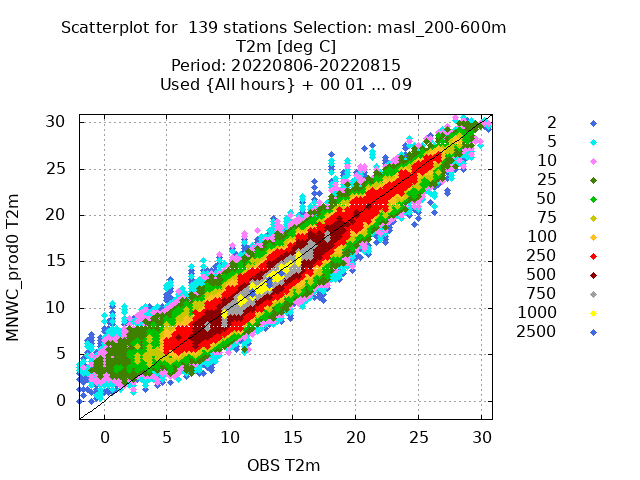 Scatterplot for  139 stations Selection: masl_200-600m
T2m [deg C]
Period: 20220806-20220815
Used {All hours} + 00 01 ... 09
30
25
20
15
10
5
0
MNWC_prod0 T2m
0 5 10 15 20 25 30
OBS T2m
2
5
10
25
50
75
100
250
500
750
1000
2500